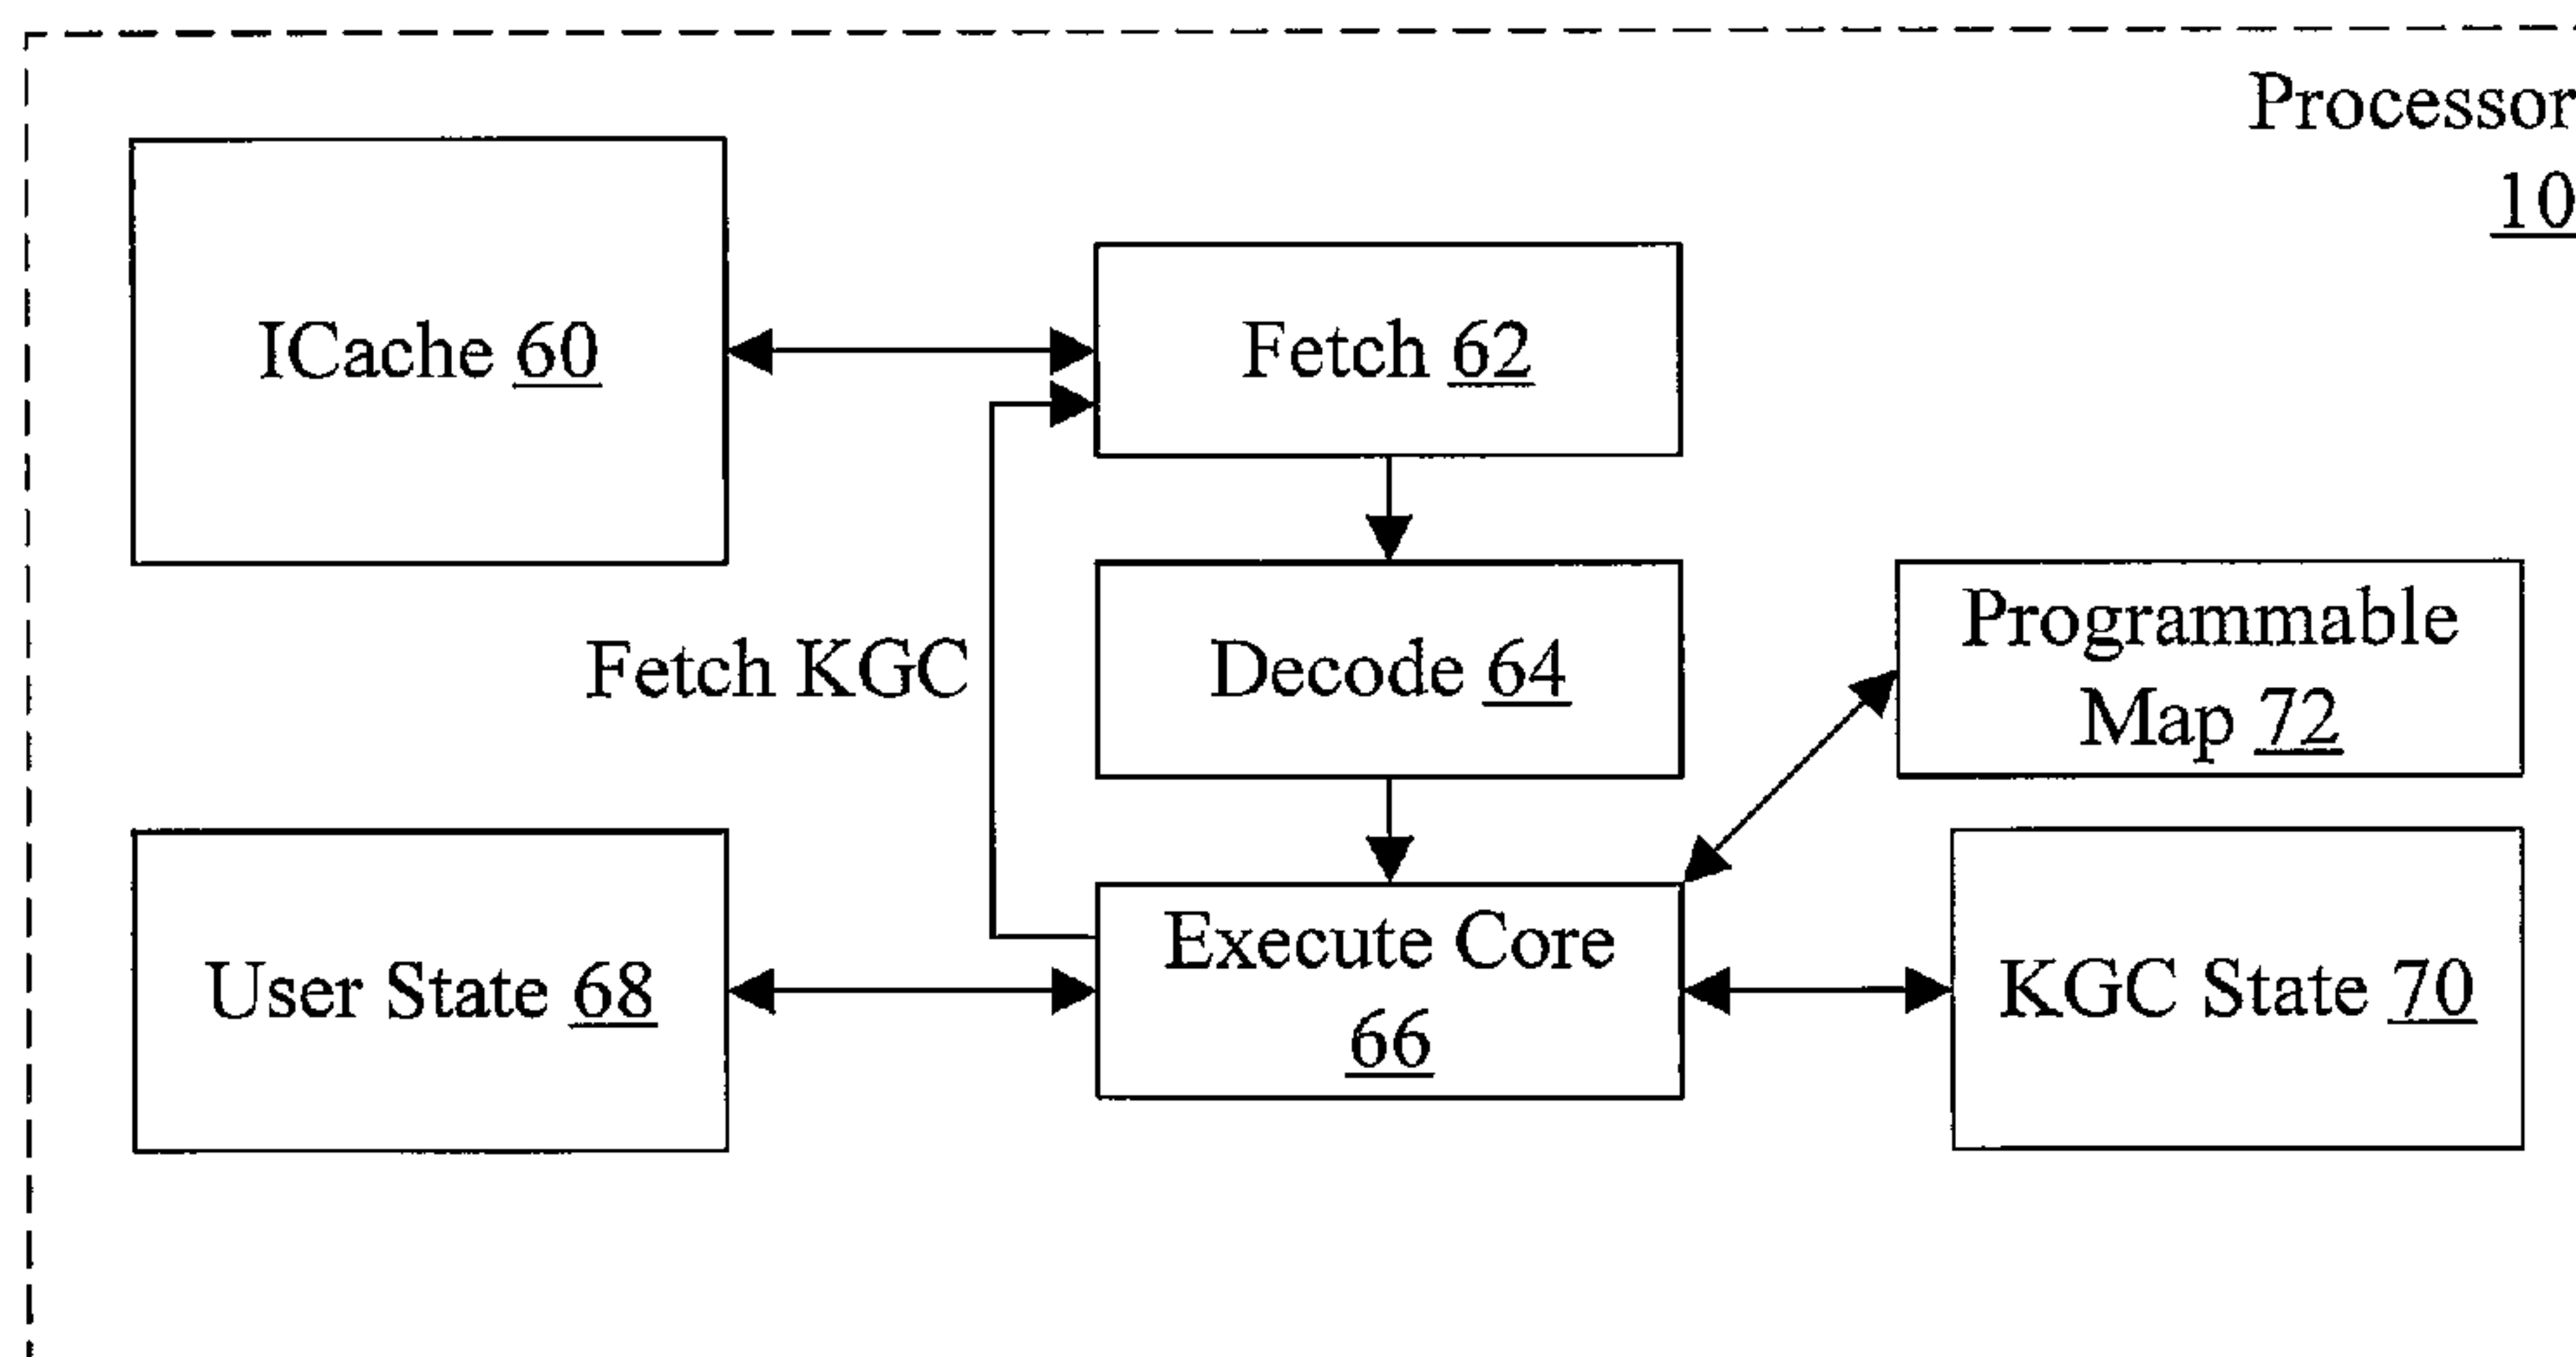 Processor
10
ICache 60
Fetch 62
Fetch KGC
Decode 64
Programmable
Map 72
User State 68
Execute Core
66
KGC State 70